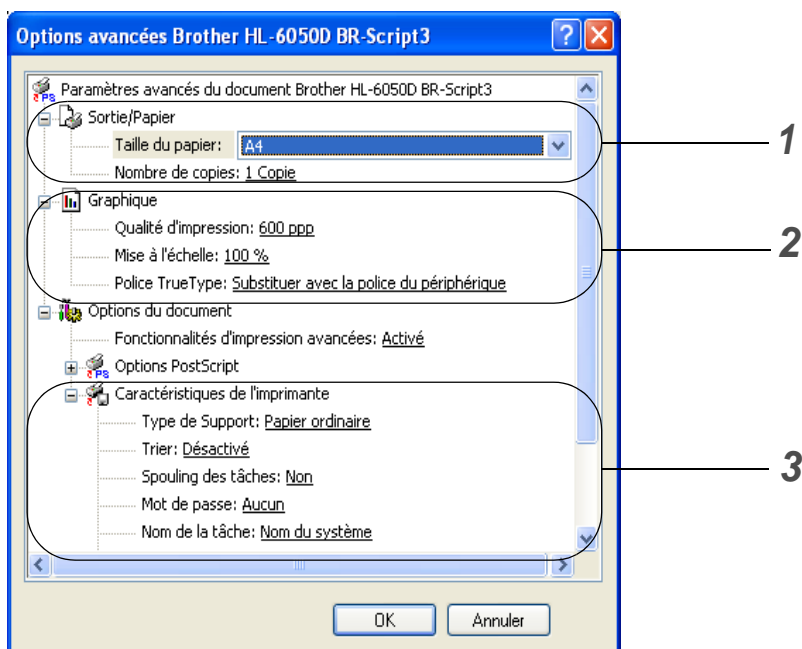 Options avancées Brother HL-6050D BR-Script3
Paramètres avancés du document Brother HL-6050D BR-Script3
Sortie/Papier
Taille du papier: A4
Nombre de copies: 1 Copie
1
Graphique
Qualité d'impression: 600 ppp
Mise à l'échelle: 100 %
Police TrueType: Substituer avec la police du périphérique
2
Options du document
Fonctionnalités d'impression avancées: Activé
Options PostScript
Caractéristiques de l'imprimante
Type de Support: Papier ordinaire
Trier: Désactivé
Spouling des tâches: Non
Mot de passe: Aucun
Nom de la tâche: Nom du système
3
OK Annuler